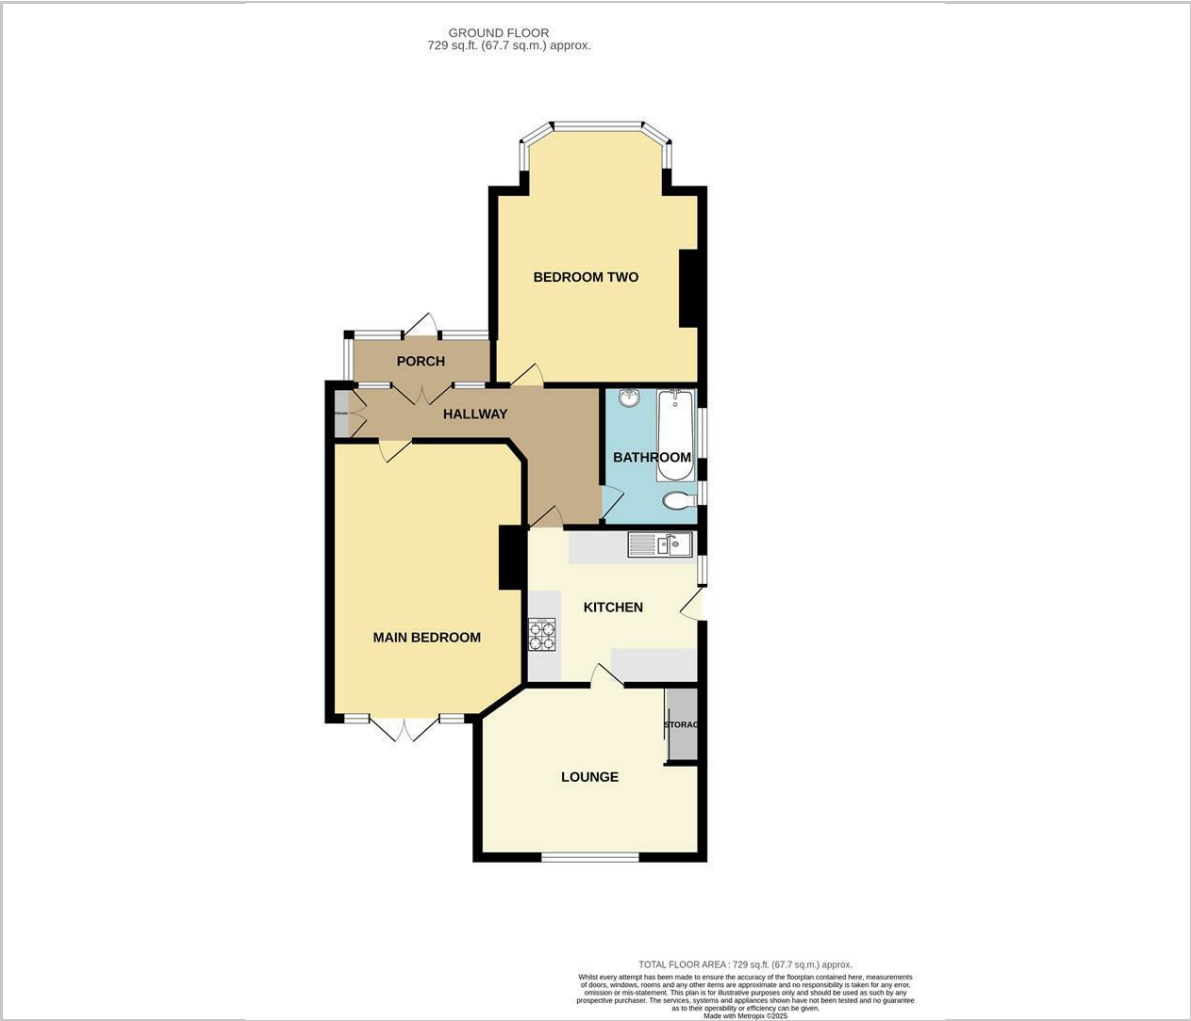 GROUND FLOOR
729 sq.ft. (67.7 sq.m.) approx.
BEDROOM TWO
PORCH
HALLWAY
BATHROOM
KITCHEN
MAIN BEDROOM
STORAG
LOUNGE
TOTAL FLOOR AREA : 729 sq.ft. (67.7 sq.m.) approx.
Whilst every attempt has been made to ensure the accuracy of the floorplan contained here, measurements
of doors, windows, rooms and any other items are approximate and no responsibility is taken for any error,
omission or mis-statement. This plan is for illustrative purposes only and should be used as such by any
prospective purchaser. The services, systems and appliances shown have not been tested and no guarantee
as to their operability or efficiency can be given.
Made with Metropix ©2025